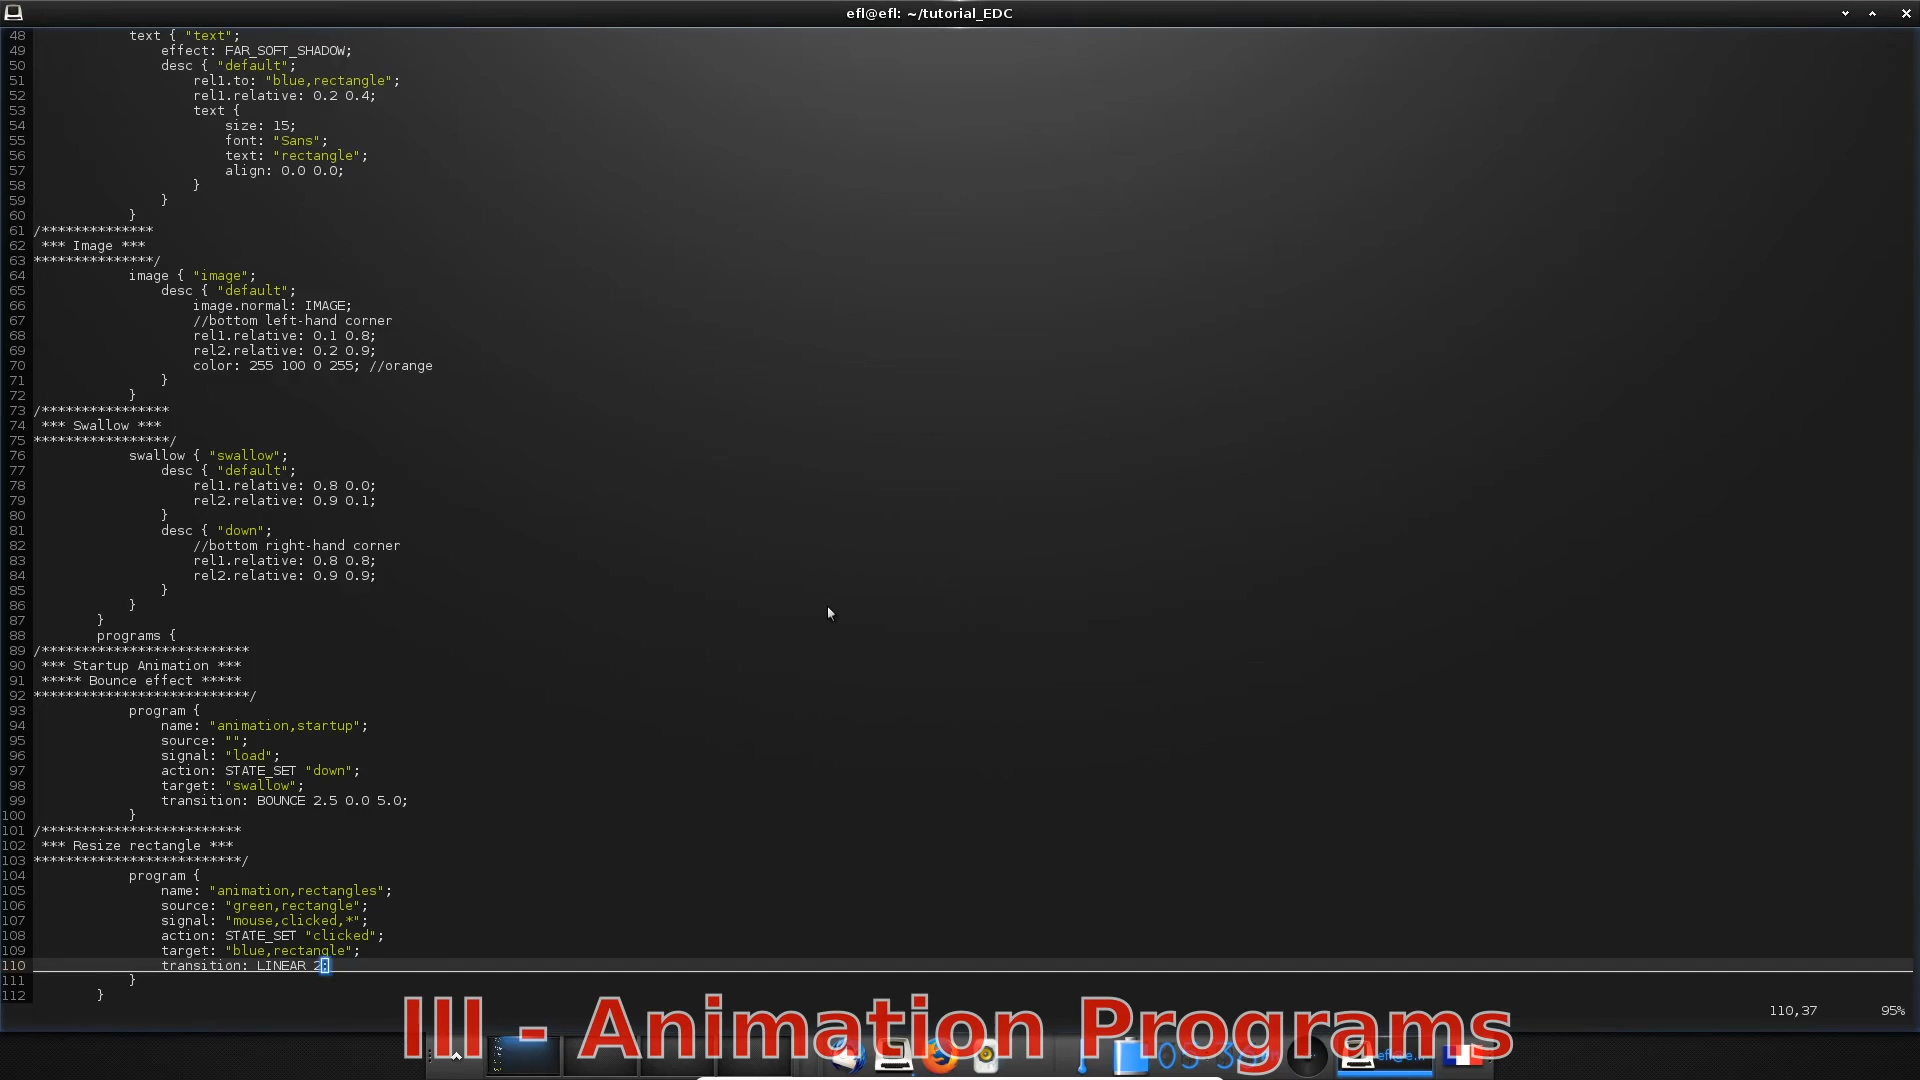 efl@efl: ~/tutorial_EDC
48 text { "text";
49 effect: FAR_SOFT_SHADOW;
50 desc { "default";
51 rel1.to: "blue,rectangle";
52 rel1.relative: 0.2 0.4;
53 text {
54 size: 15;
55 font: "Sans";
56 text: "rectangle";
57 align: 0.0 0.0;
58 }
59 }
60 }
61 /**************
62 *** Image ***
63 ***************/
64 image { "image";
65 desc { "default";
66 image.normal: IMAGE;
67 //bottom left-hand corner
68 rel1.relative: 0.1 0.8;
69 rel2.relative: 0.2 0.9;
70 color: 255 100 0 255; //orange
71 }
72 }
73 /****************
74 *** Swallow ***
75 *****************/
76 swallow { "swallow";
77 desc { "default";
78 rel1.relative: 0.8 0.0;
79 rel2.relative: 0.9 0.1;
80 }
81 desc { "down";
82 //bottom right-hand corner
83 rel1.relative: 0.8 0.8;
84 rel2.relative: 0.9 0.9;
85 }
86 }
87 }
88 programs {
89 /**************************
90 *** Startup Animation ***
91 ***** Bounce effect *****
92 ***************************/
93 program {
94 name: "animation,startup";
95 source: "";
96 signal: "load";
97 action: STATE_SET "down";
98 target: "swallow";
99 transition: BOUNCE 2.5 0.0 5.0;
100 }
101 /*************************
102 *** Resize rectangle ***
103 **************************/
104 program {
105 name: "animation,rectangles";
106 source: "green,rectangle";
107 signal: "mouse,clicked,*";
108 action: STATE_SET "clicked";
109 target: "blue,rectangle";
110 transition: LINEAR 2;
111 }
112 }
110,37 95%
III - Animation Programs
efl@e...